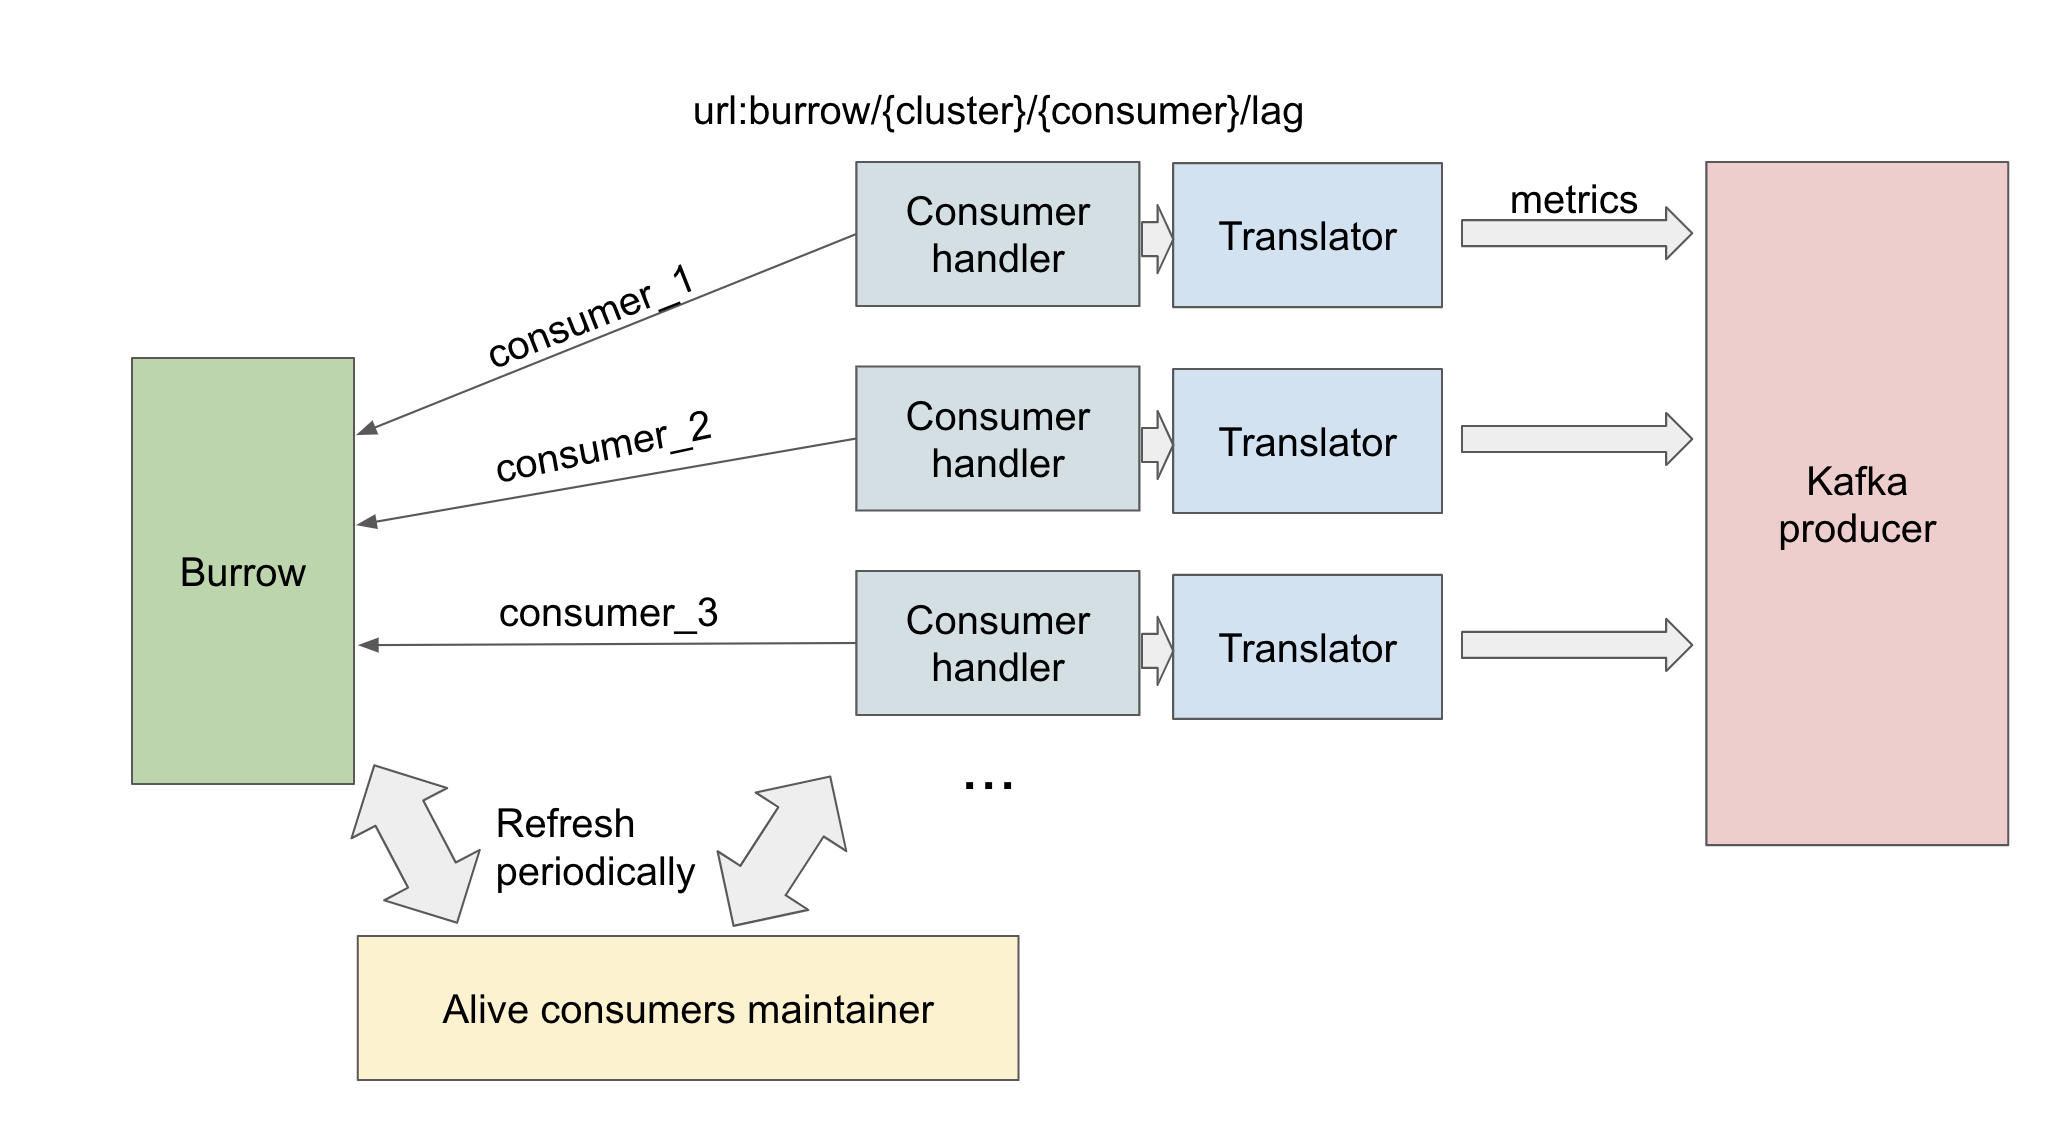 url:burrow/{cluster}/{consumer}/lag
Consumer
handler
Translator
metrics
consumer_1
Consumer
handler
Translator
consumer_2
Kafka
producer
Burrow
consumer_3
Consumer
handler
Translator
...
Refresh
periodically
Alive consumers maintainer